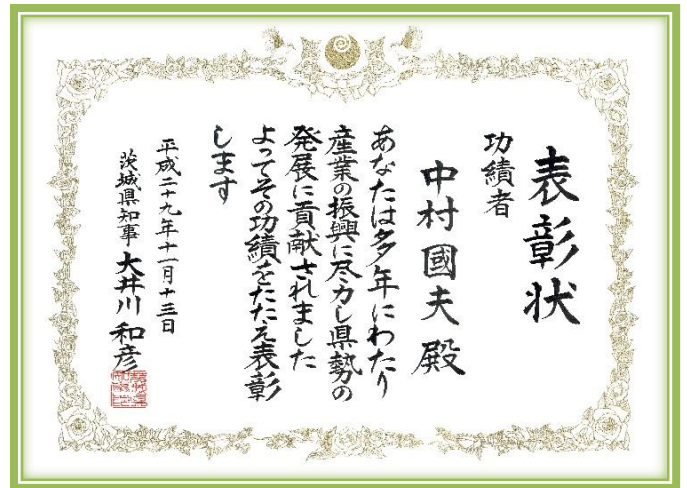 表彰状
功績者
中村國夫殿
あなたは多年にわたり
産業の振興に尽力し県勢の
発展に貢献されました
よってその功績をたたえ表彰
します
平成二十九年十一月十三日
茨城県知事 大井川和彦